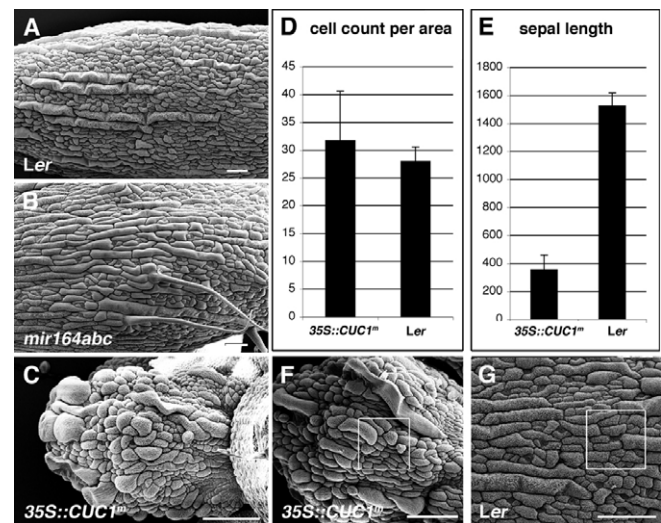 A
Ler
B
mir164abc
C
35S::CUC1ᵐ
D cell count per area
45
40
35
30
25
20
15
10
5
0
35S::CUC1ᵐ Ler
E sepal length
1800
1600
1400
1200
1000
800
600
400
200
0
35S::CUC1ᵐ Ler
F
35S::CUC1ᵐ
G
Ler